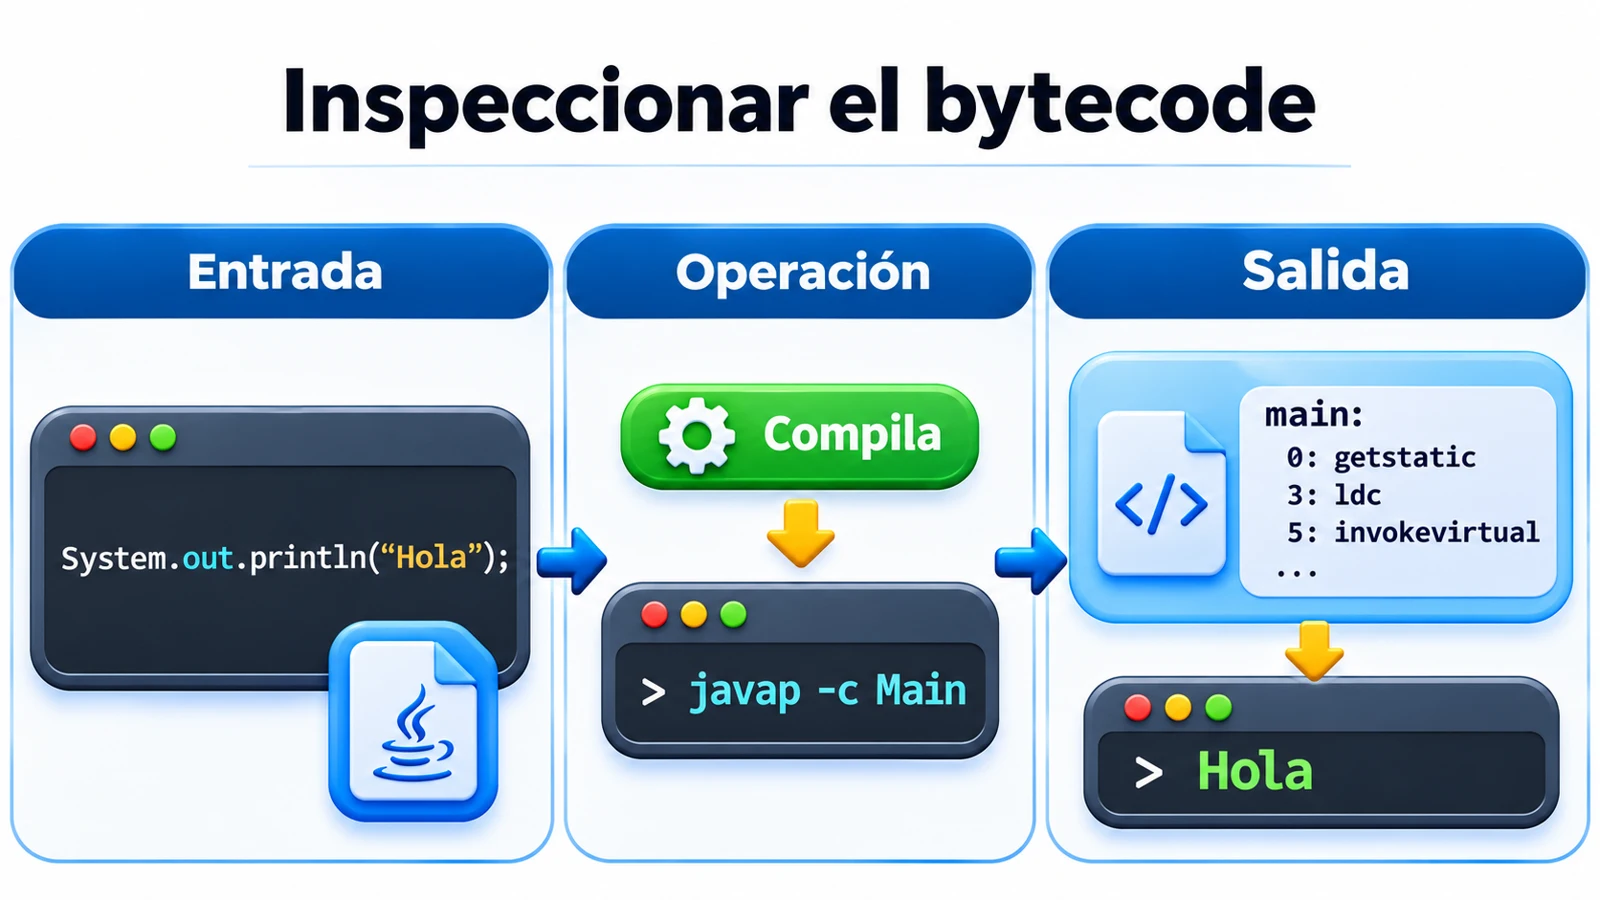 Inspeccionar el bytecode
Entrada
System.out.println(“Hola”);
Operación
Compila
> javap -c Main
Salida
</>
main:
0: getstatic
3: ldc
5: invokevirtual
...
> Hola